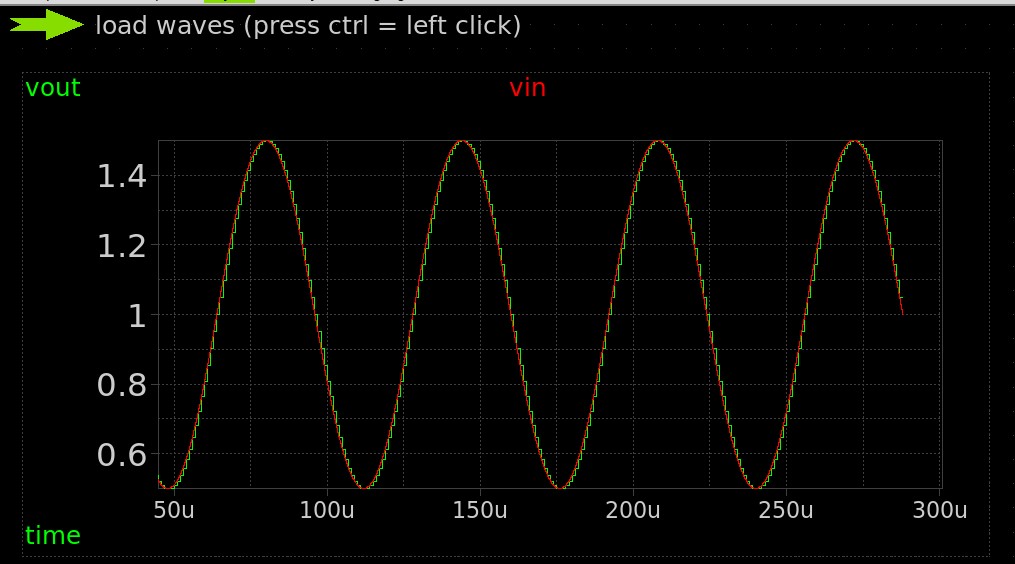 load waves (press ctrl = left click)
vout vin
1.4
1.2
1
0.8
0.6
50u 100u 150u 200u 250u 300u
time